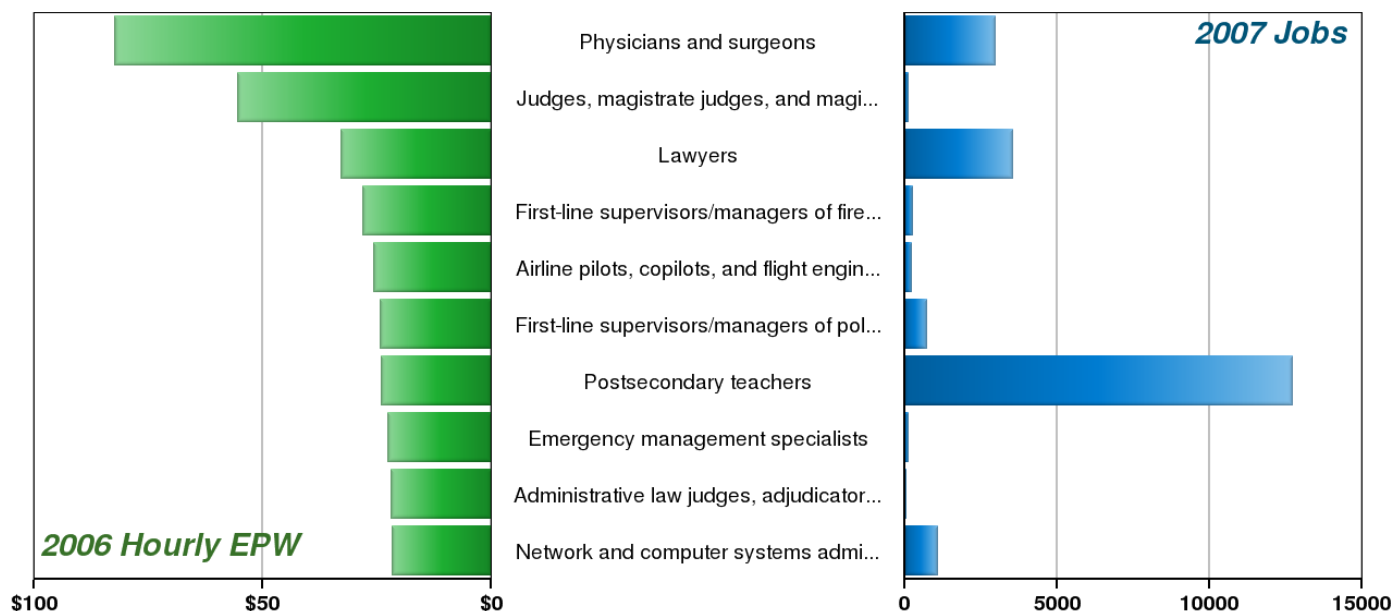 2007 Jobs
Physicians and surgeons
Judges, magistrate judges, and magi...
Lawyers
First-line supervisors/managers of fire...
Airline pilots, copilots, and flight engin...
First-line supervisors/managers of pol...
Postsecondary teachers
Emergency management specialists
Administrative law judges, adjudicator...
Network and computer systems admi...
2006 Hourly EPW
$100 $50 $0 0 5000 10000 15000